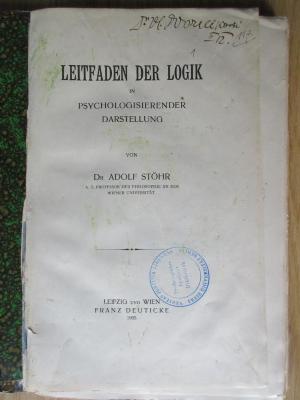 LEITFADEN DER LOGIK
IN
PSYCHOLOGISIERENDER
DARSTELLUNG
VON
DR ADOLF STÖHR
A. Ö. PROFESSOR DER PHILOSOPHIE AN DER
WIENER UNIVERSITÄT
LEIPZIG UND WIEN
FRANZ DEUTICKE
1905.